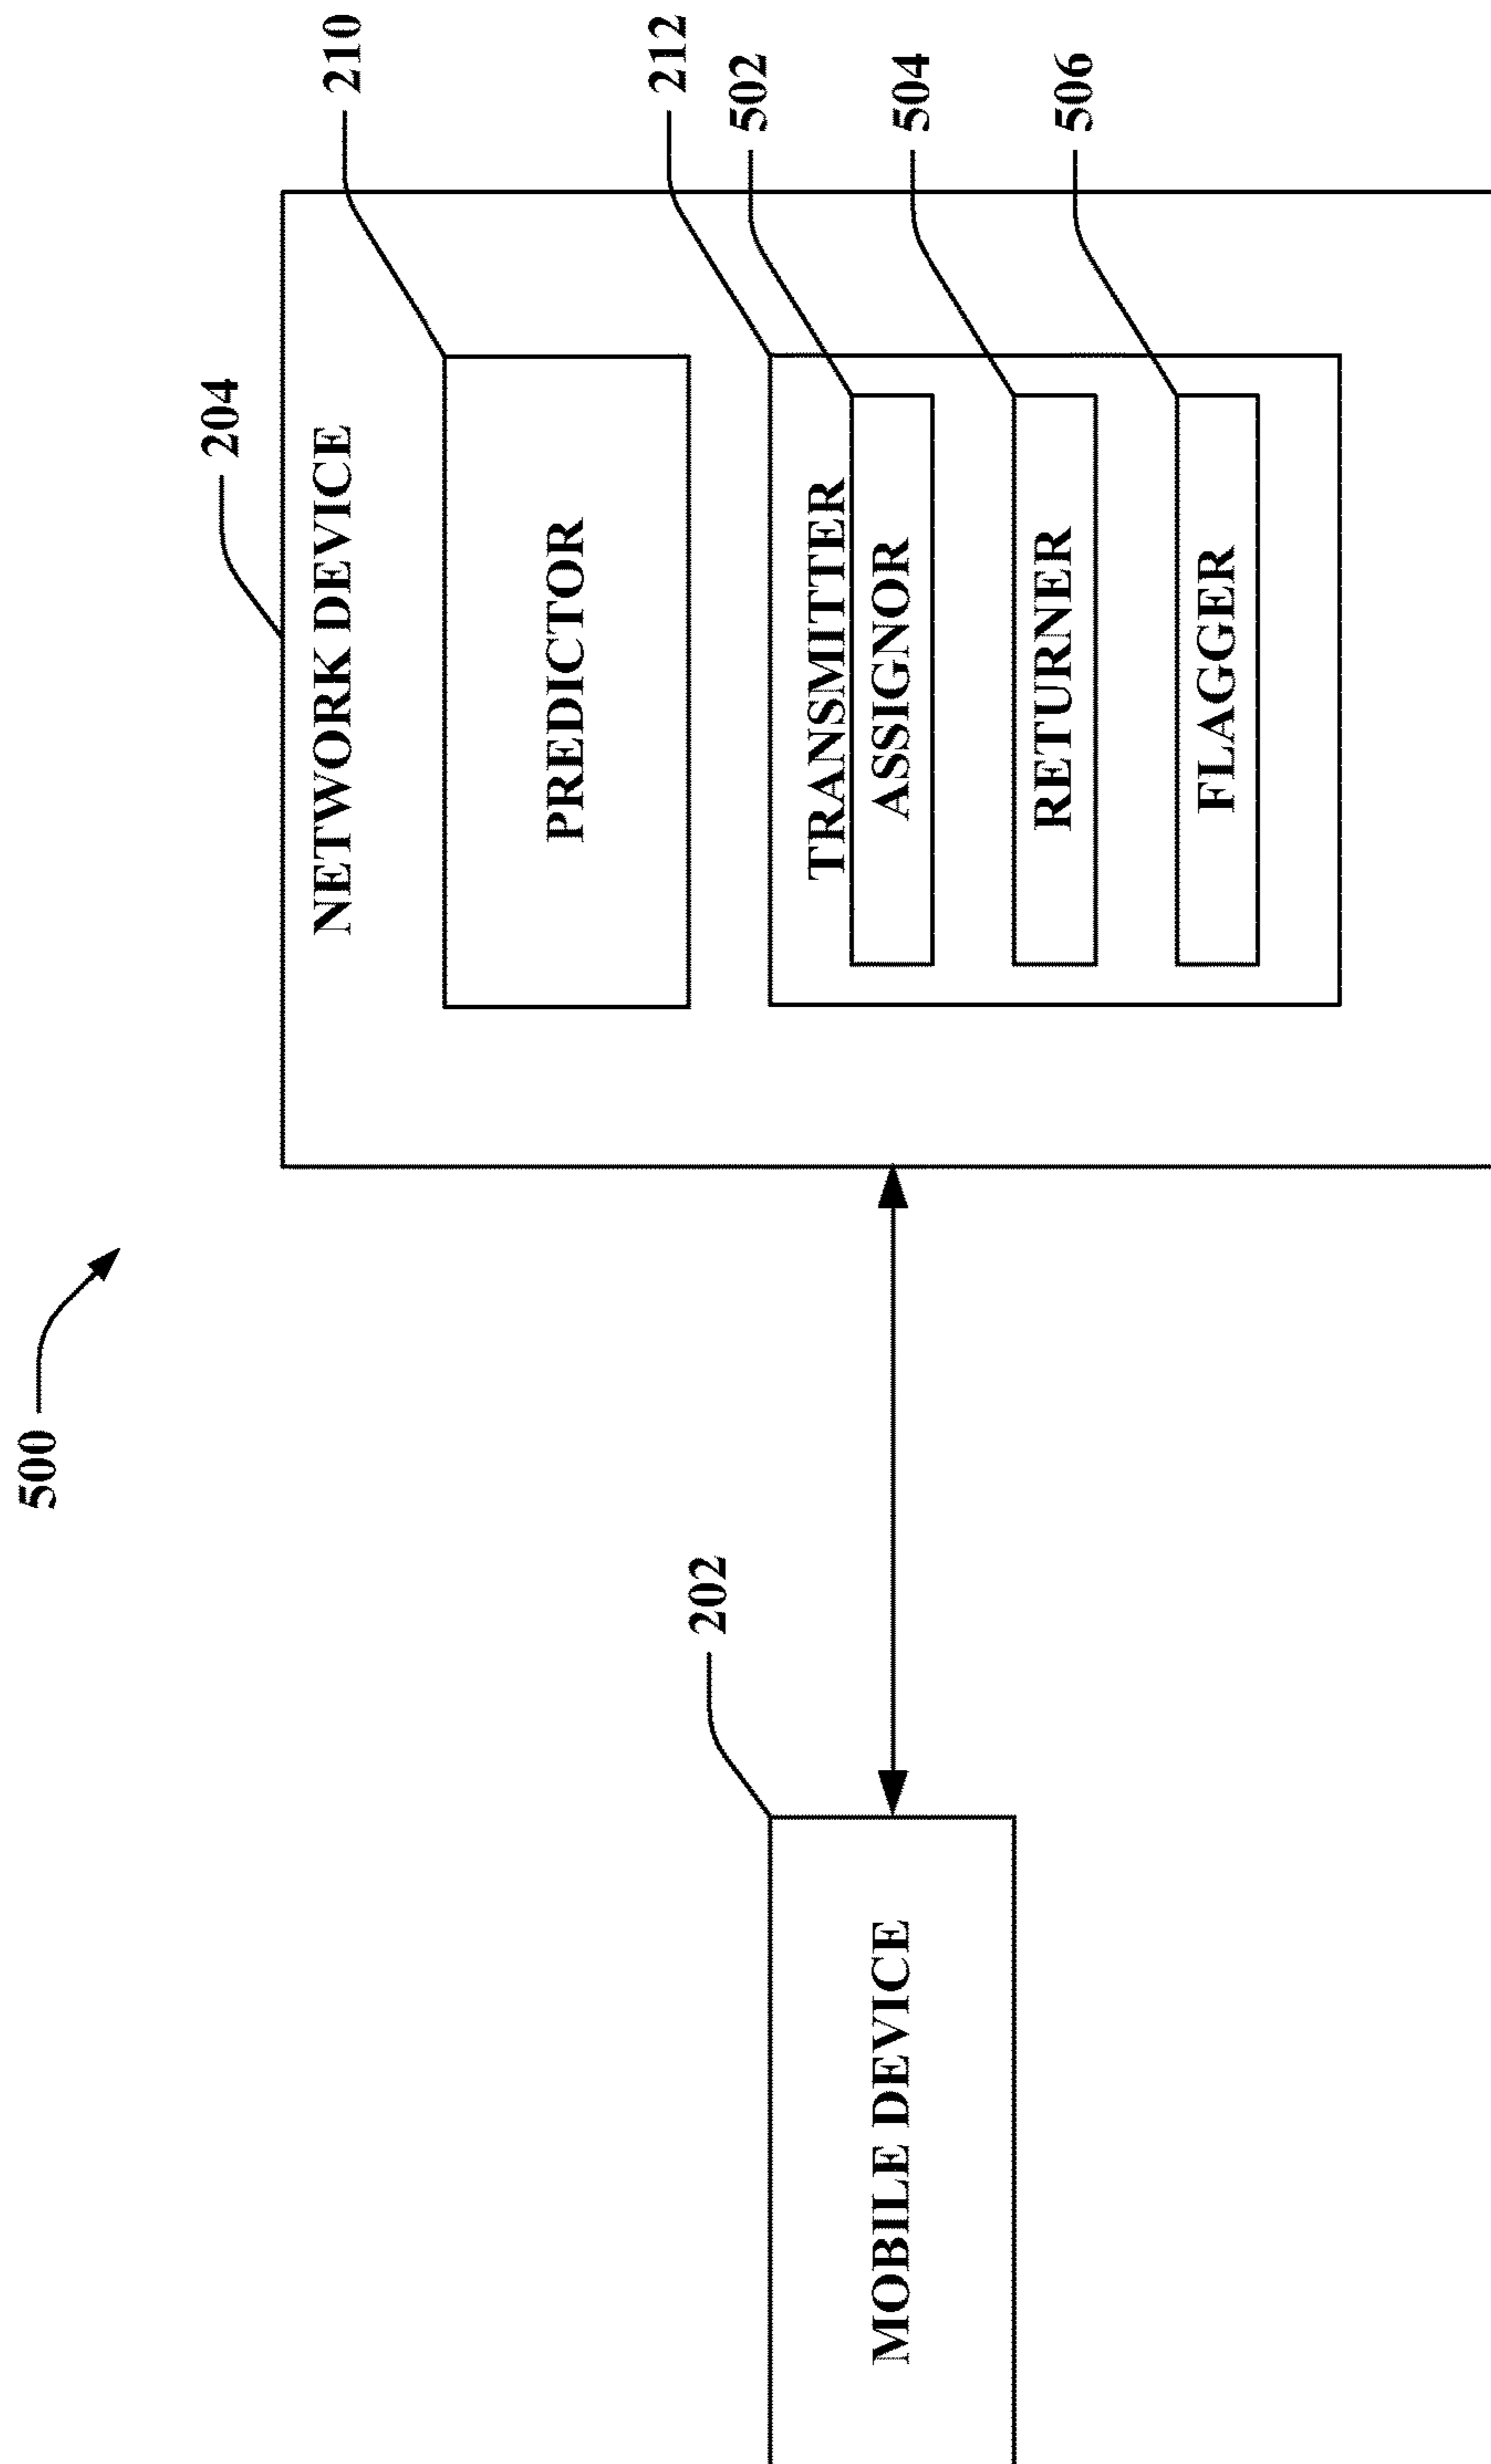 500
204
NETWORK DEVICE
210
PREDICTOR
202
MOBILE DEVICE
212
TRANSMITTER
502
ASSIGNOR
504
RETURNER
506
FLAGGER